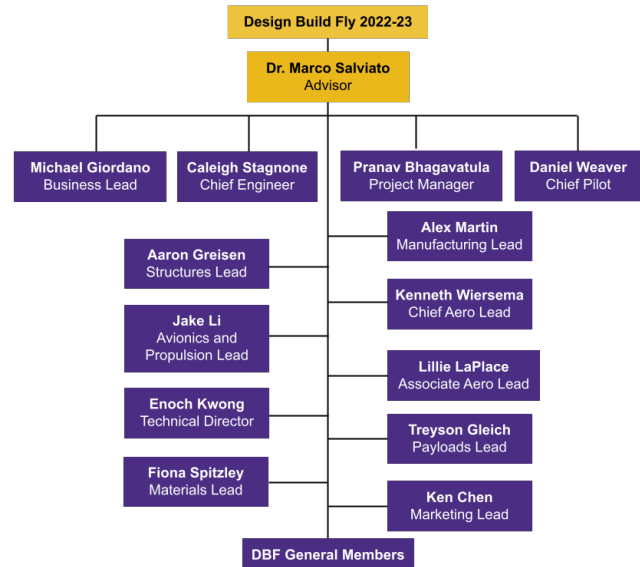 Design Build Fly 2022-23
Dr. Marco Salviato
Advisor
Michael Giordano
Business Lead
Caleigh Stagnone
Chief Engineer
Pranav Bhagavatula
Project Manager
Daniel Weaver
Chief Pilot
Alex Martin
Manufacturing Lead
Aaron Greisen
Structures Lead
Kenneth Wiersema
Chief Aero Lead
Jake Li
Avionics and
Propulsion Lead
Lillie LaPlace
Associate Aero Lead
Enoch Kwong
Technical Director
Treyson Gleich
Payloads Lead
Fiona Spitzley
Materials Lead
Ken Chen
Marketing Lead
DBF General Members